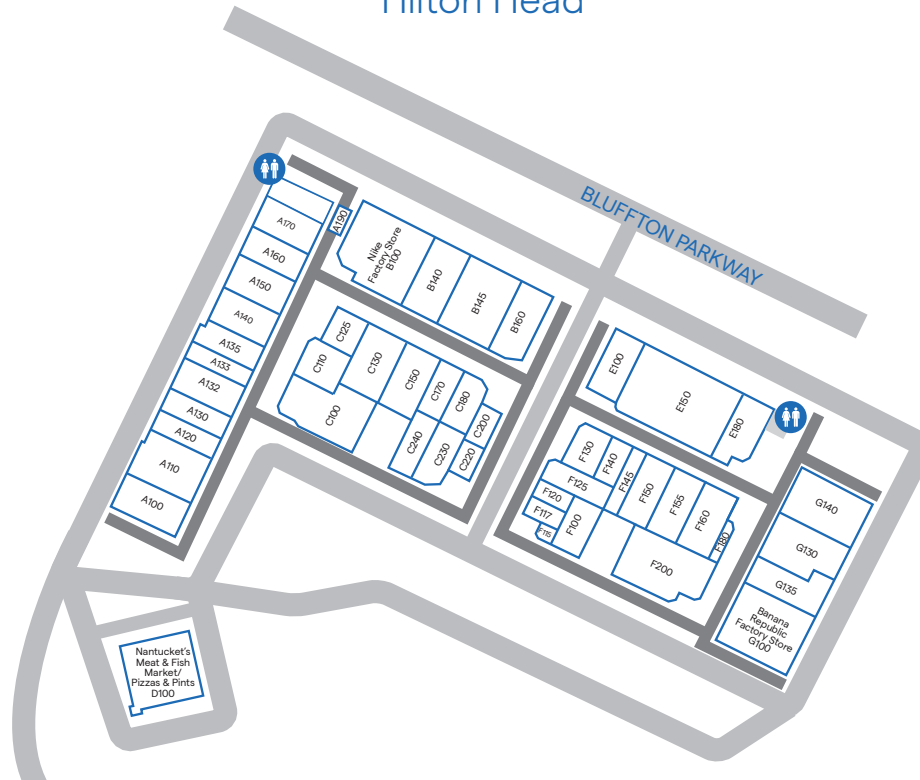 Hilton Head
BLUFFTON PARKWAY
A190
A170
A160
A150
A140
A135
A133
A132
A130
A120
A110
A100
Nike
Factory Store
B100
B140
B145
B160
C125
C110
C130
C150
C170
C180
C100
C240
C230
C200
C220
E100
E150
E180
F130
F140
F145
F125
F150
F155
F160
F120
F117
F115
F100
F180
F200
G140
G130
G135
Banana
Republic
Factory Store
G100
Nantucket's
Meat & Fish
Market/
Pizzas & Pints
D100